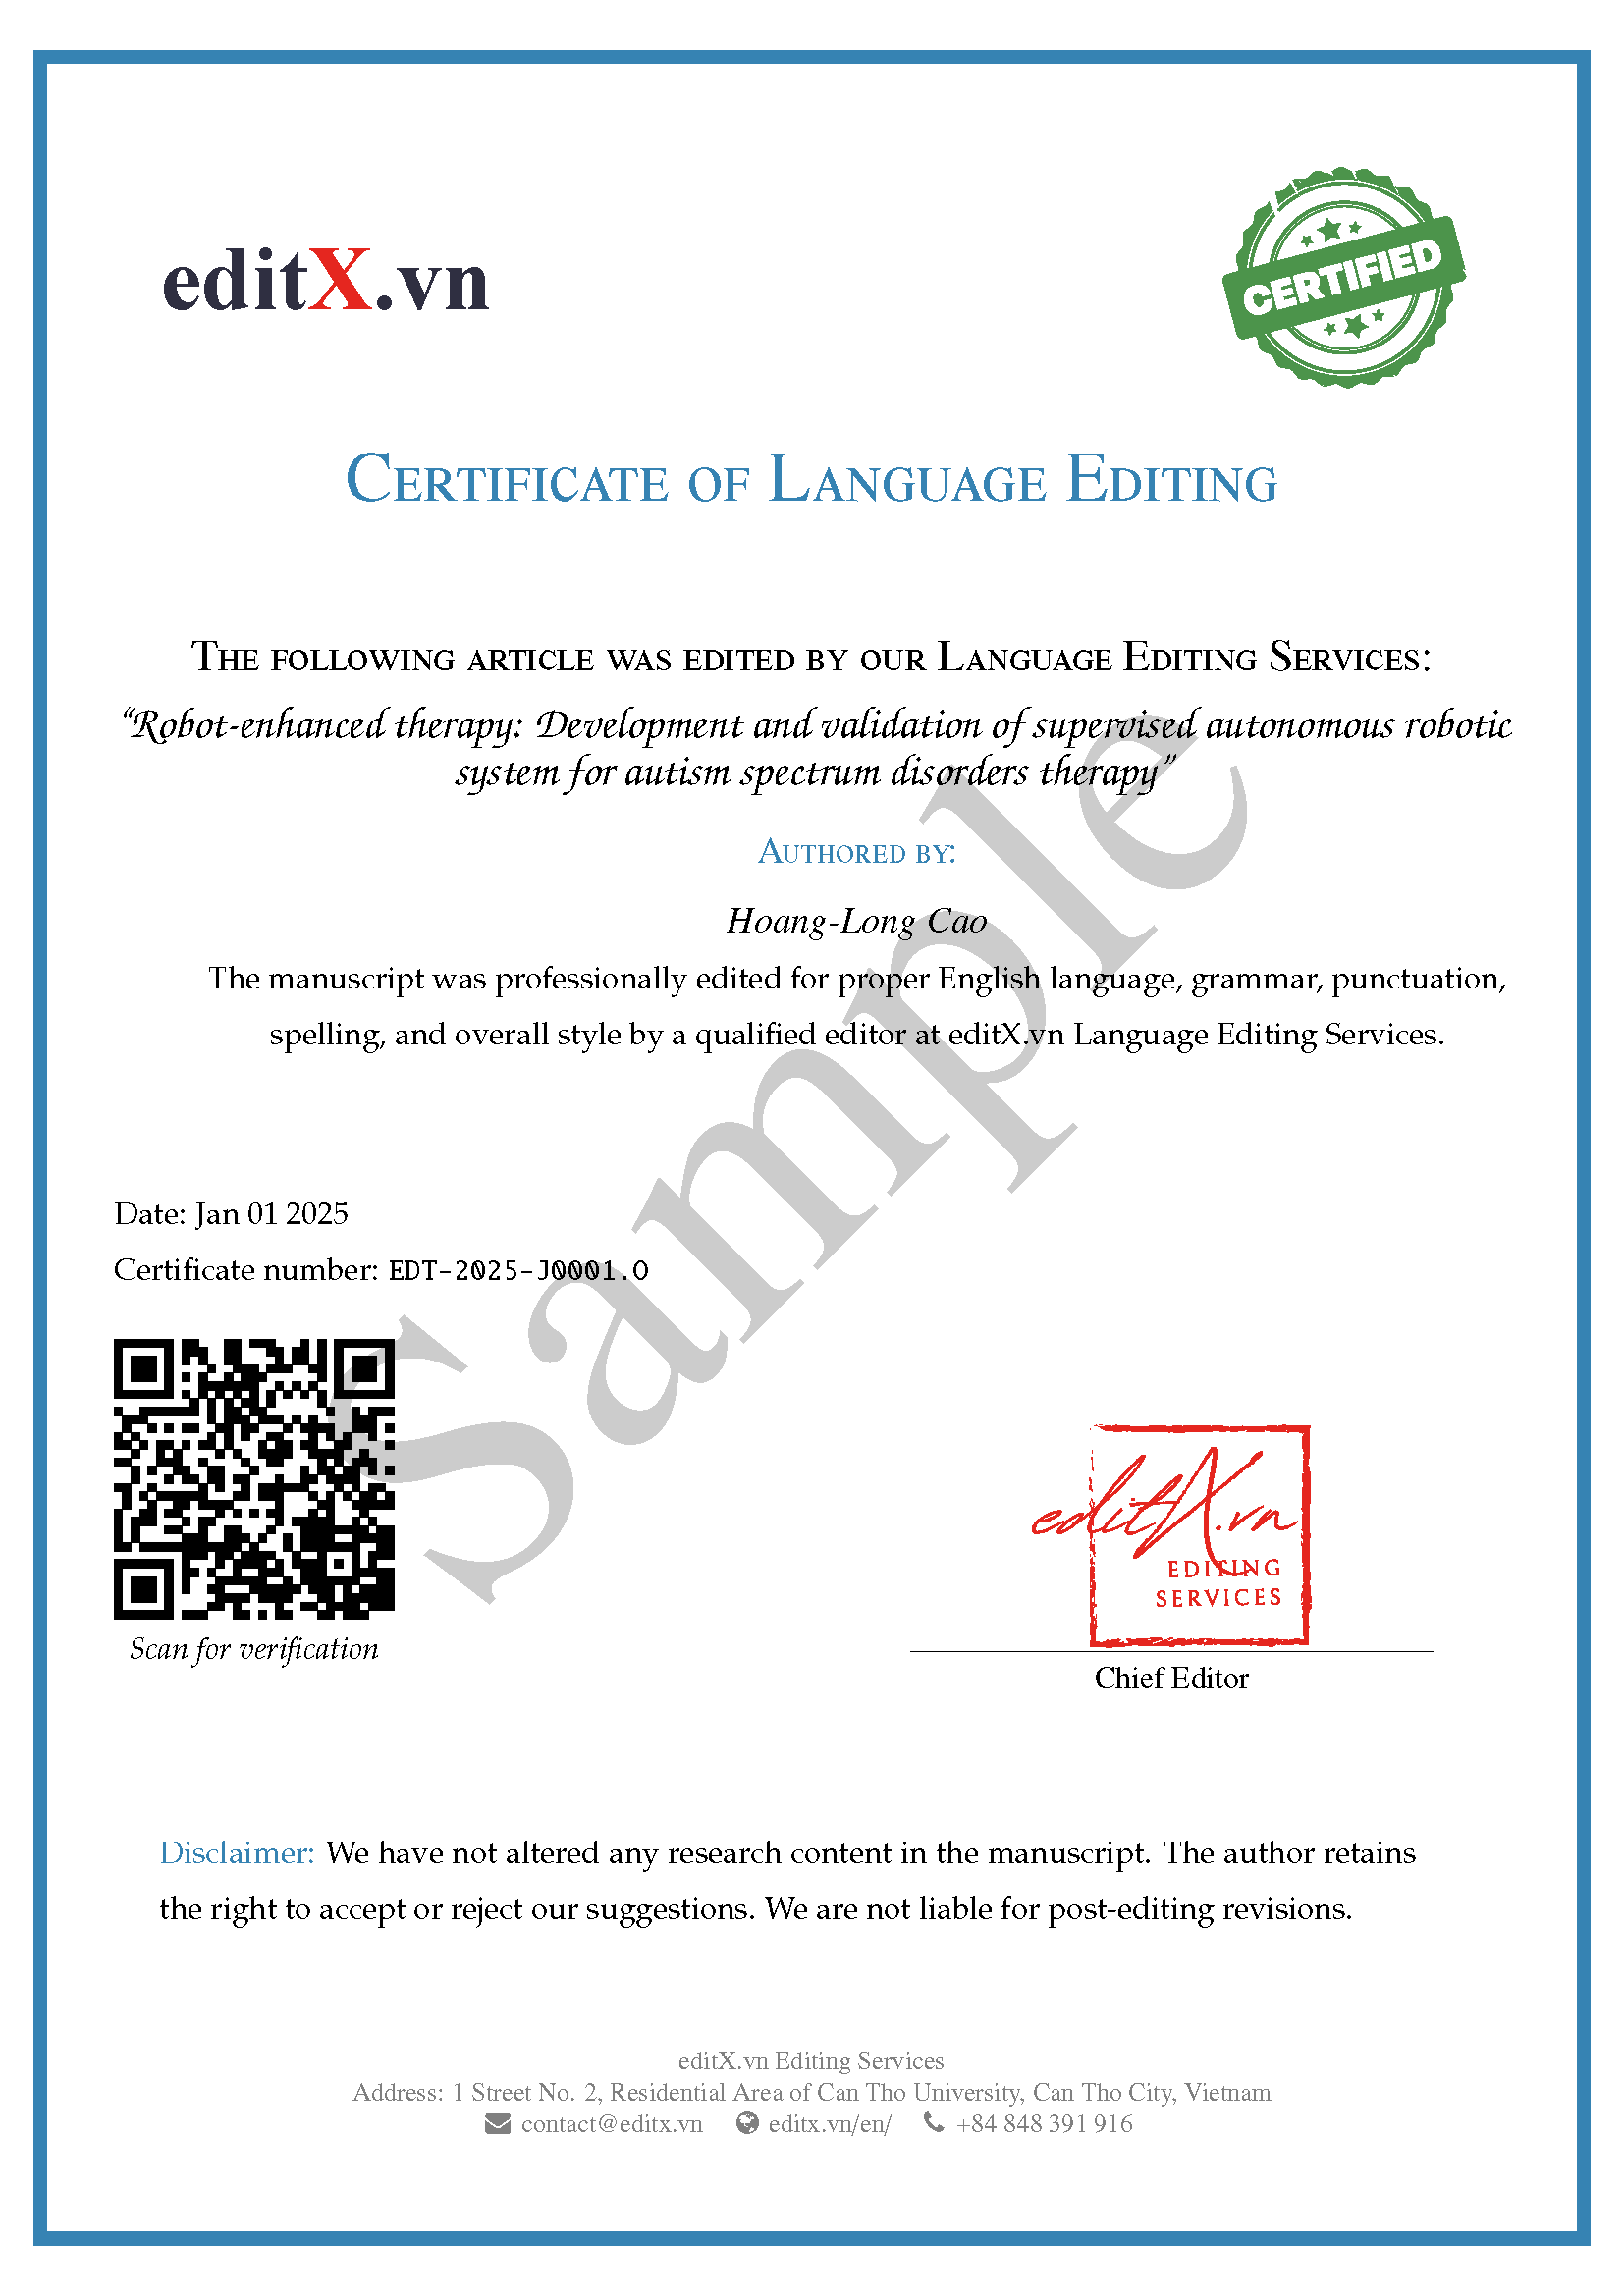 editX.vn
CERTIFIED
Certificate of Language Editing
The following article was edited by our Language Editing Services:
“Robot-enhanced therapy: Development and validation of supervised autonomous robotic
system for autism spectrum disorders therapy”
Authored by:
Hoang-Long Cao
The manuscript was professionally edited for proper English language, grammar, punctuation,
spelling, and overall style by a qualified editor at editX.vn Language Editing Services.
Sample
Date: Jan 01 2025
Certificate number: EDT-2025-J0001.O
Scan for verification
editX.vn
EDITING
SERVICES
Chief Editor
Disclaimer: We have not altered any research content in the manuscript. The author retains
the right to accept or reject our suggestions. We are not liable for post-editing revisions.
editX.vn Editing Services
Address: 1 Street No. 2, Residential Area of Can Tho University, Can Tho City, Vietnam
contact@editx.vn editx.vn/en/ +84 848 391 916